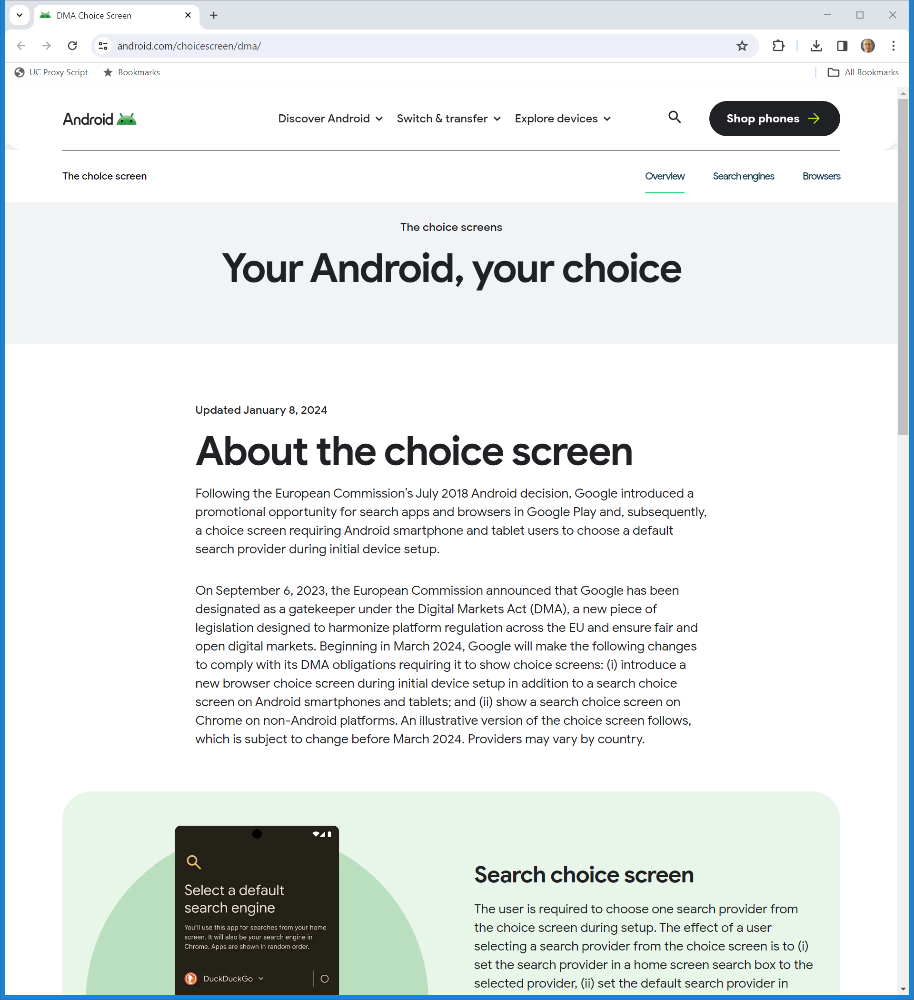 DMA Choice Screen
android.com/choicescreen/dma/
UC Proxy Script
Bookmarks
All Bookmarks
Android
Discover Android
Switch & transfer
Explore devices
Shop phones
The choice screen
Overview
Search engines
Browsers
The choice screens
Your Android, your choice
Updated January 8, 2024
About the choice screen
Following the European Commission’s July 2018 Android decision, Google introduced a
promotional opportunity for search apps and browsers in Google Play and, subsequently,
a choice screen requiring Android smartphone and tablet users to choose a default
search provider during initial device setup.
On September 6, 2023, the European Commission announced that Google has been
designated as a gatekeeper under the Digital Markets Act (DMA), a new piece of
legislation designed to harmonize platform regulation across the EU and ensure fair and
open digital markets. Beginning in March 2024, Google will make the following changes
to comply with its DMA obligations requiring it to show choice screens: (i) introduce a
new browser choice screen during initial device setup in addition to a search choice
screen on Android smartphones and tablets; and (ii) show a search choice screen on
Chrome on non-Android platforms. An illustrative version of the choice screen follows,
which is subject to change before March 2024. Providers may vary by country.
Select a default
search engine
You’ll use this app for searches from your home
screen. It will also be your search engine in
Chrome. Apps are shown in random order.
DuckDuckGo
Search choice screen
The user is required to choose one search provider from
the choice screen during setup. The effect of a user
selecting a search provider from the choice screen is to (i)
set the search provider in a home screen search box to the
selected provider, (ii) set the default search provider in